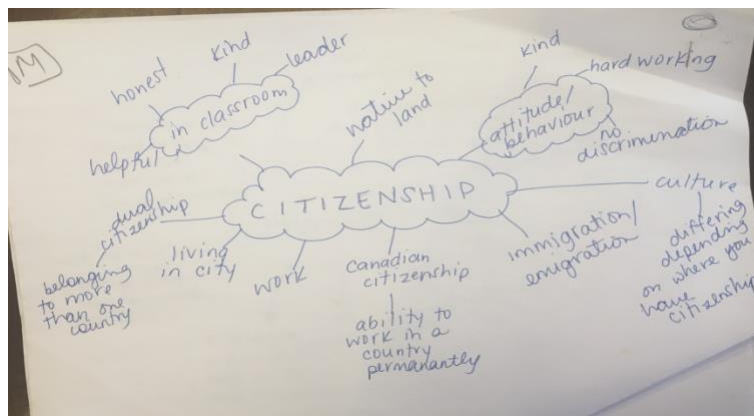 M
kind
leader
honest
in classroom
helpful
native to
land
kind
hard working
attitude/
behaviour
no
discrimenation
CITIZENSHIP
dual
citizenship
belonging
to more
than one
country
living
in city
work
canadian
citizenship
ability to
work in a
country
permanantly
immigration/
emigration
culture
differing
depending
on where you
have
citizenship